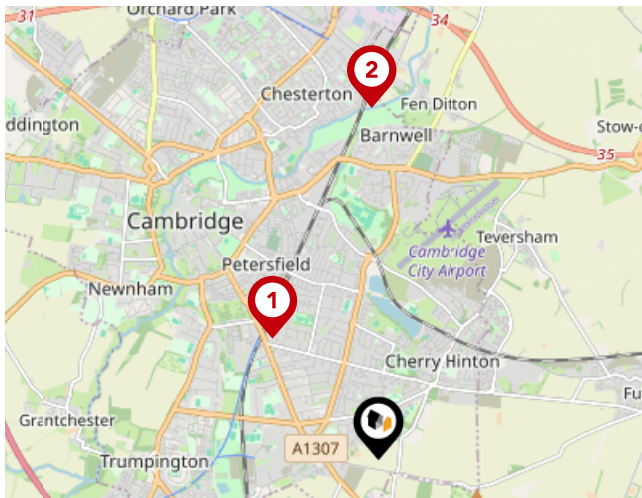 Orchard Park
31
2
Chesterton
Fen Ditton
ddington
Barnwell
Stow-c
35
Cambridge
Cambridge
City Airport
Teversham
Petersfield
Newnham
1
Cherry Hinton
Fu
Grantchester
A1307
Trumpington
34